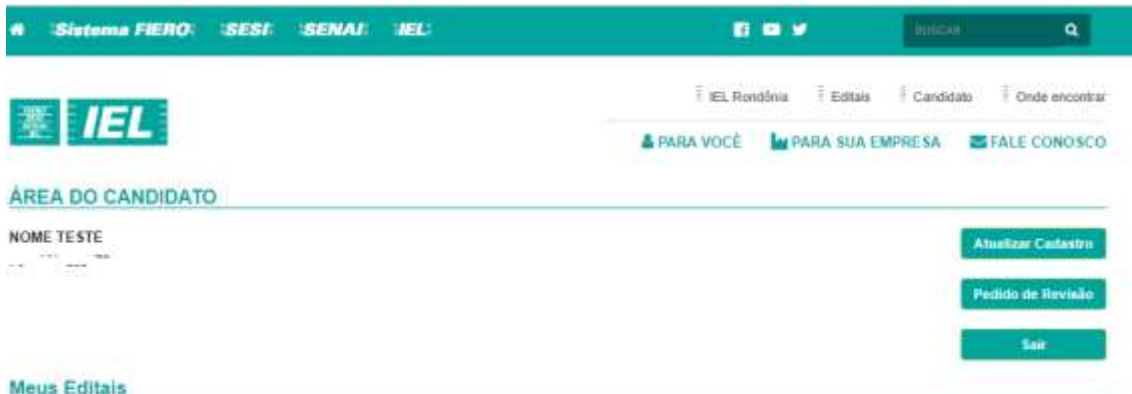 Sistema FIERO SESI SENAI IEL BUSCAR
IEL Rondônia Editais Candidato Onde encontrar
IEL
PARA VOCÊ PARA SUA EMPRESA FALE CONOSCO
ÁREA DO CANDIDATO
NOME TESTE
Atualizar Cadastro
Pedido de Revisão
Sair
Meus Editais